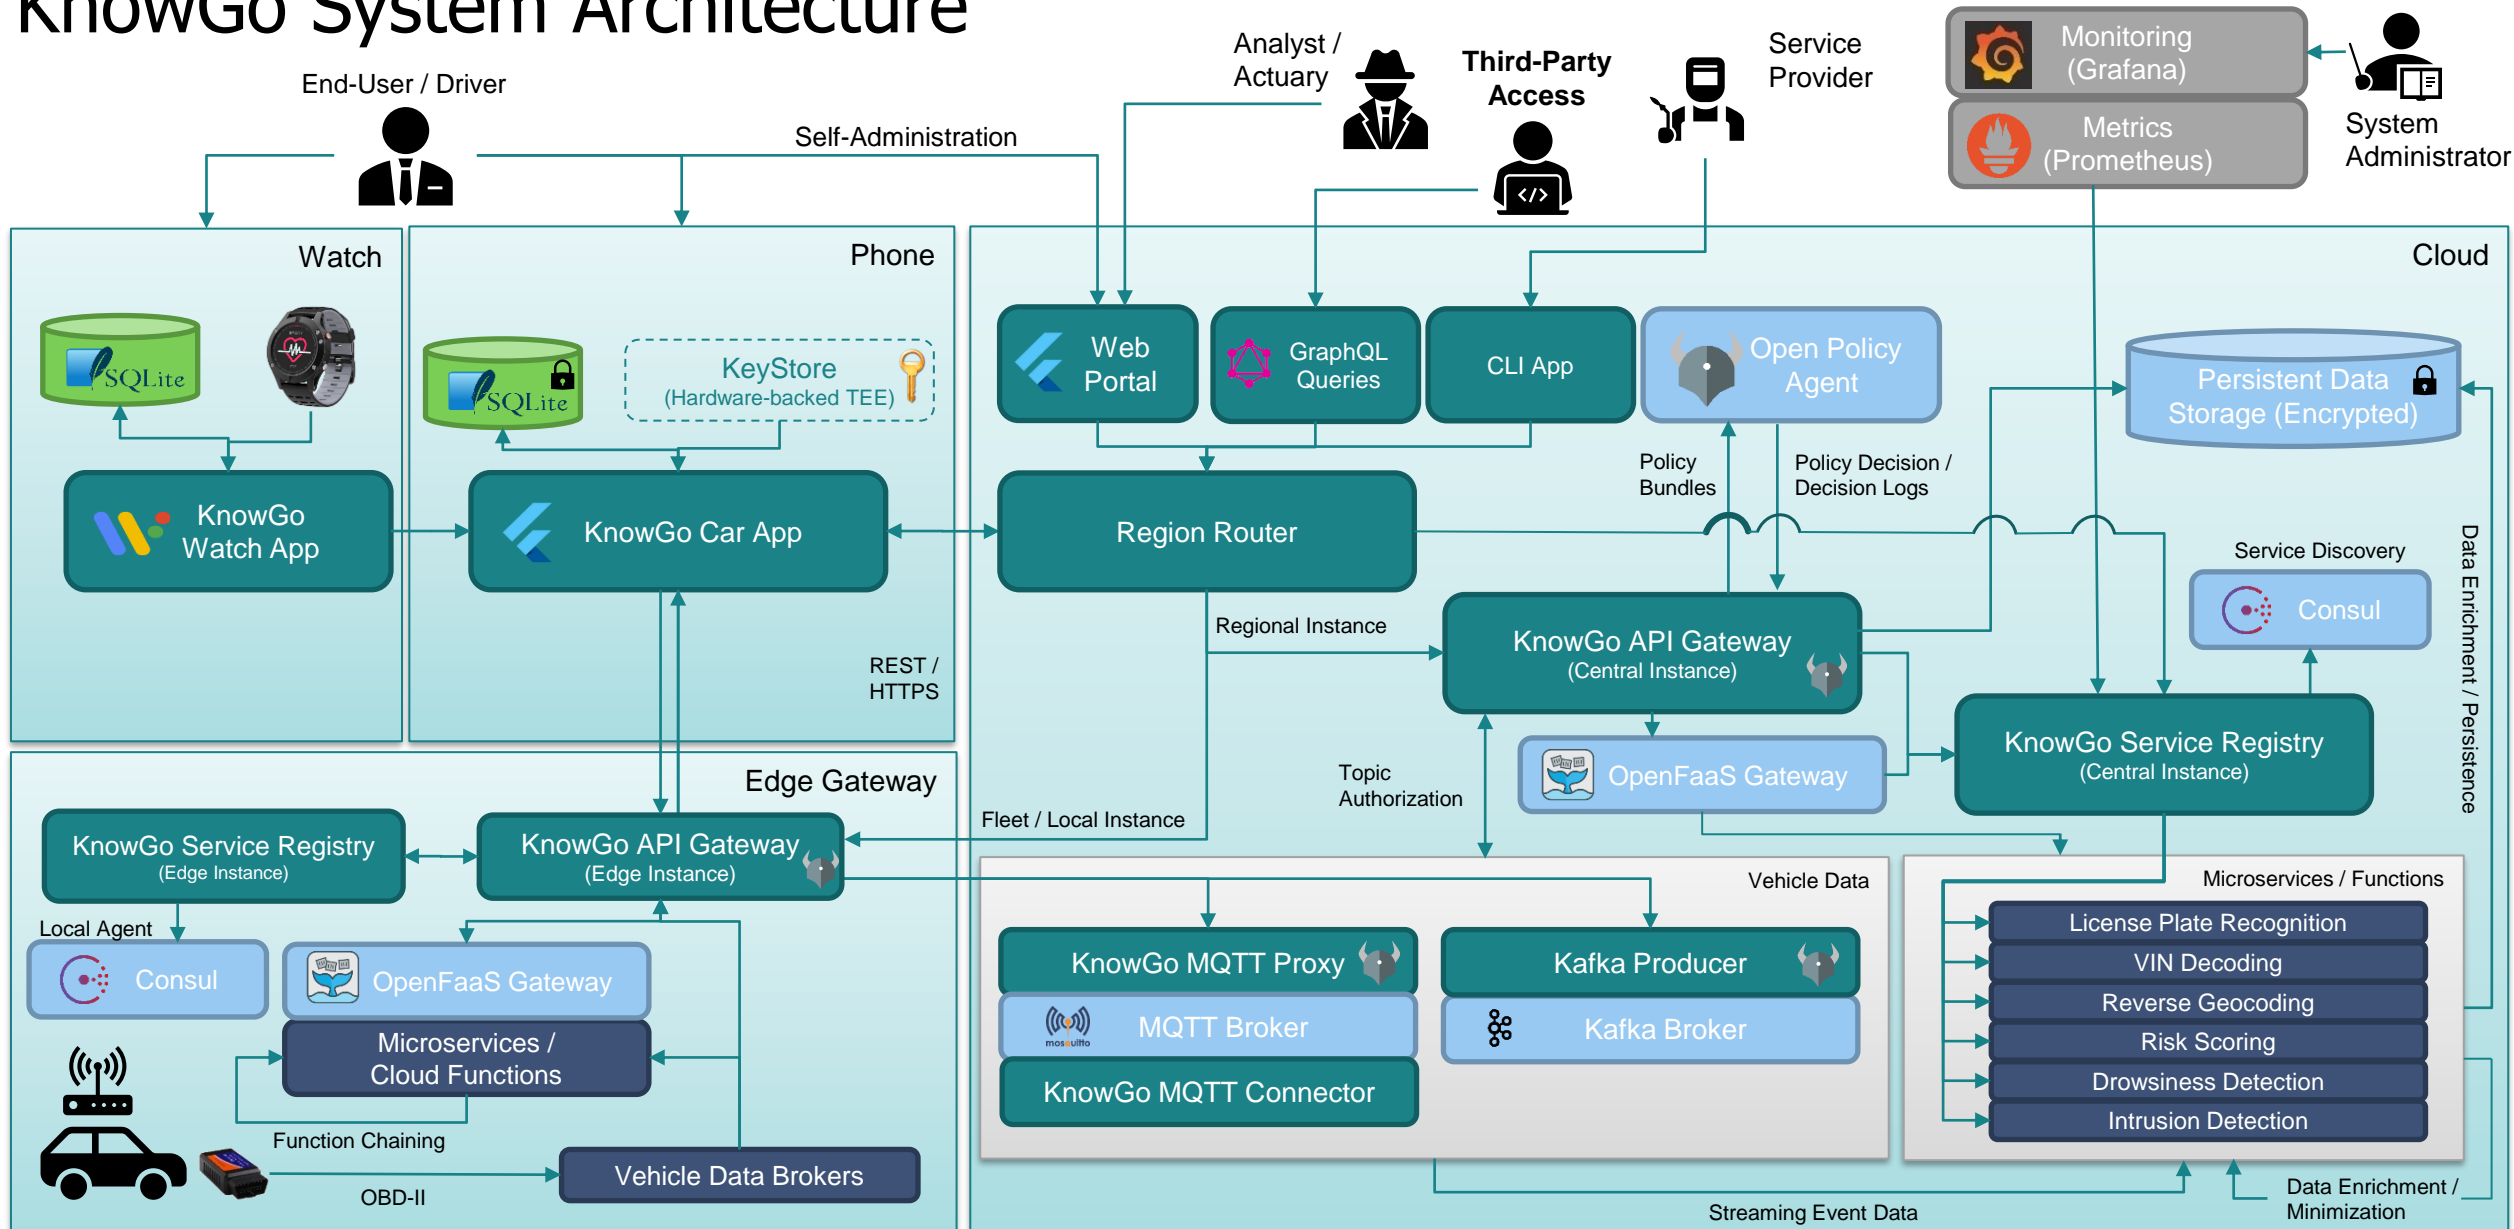 KnowGo System Architecture
End-User / Driver
Self-Administration
Analyst /
Actuary
Third-Party
Access
Service
Provider
Monitoring
(Grafana)
Metrics
(Prometheus)
System
Administrator
Watch
SQLite
KnowGo
Watch App
Phone
SQLite
KeyStore
(Hardware-backed TEE)
KnowGo Car App
REST /
HTTPS
Cloud
Web
Portal
GraphQL
Queries
CLI App
Open Policy
Agent
Persistent Data
Storage (Encrypted)
Policy
Bundles
Policy Decision /
Decision Logs
Region Router
Service Discovery
Consul
Data Enrichment / Persistence
Regional Instance
KnowGo API Gateway
(Central Instance)
KnowGo Service Registry
(Central Instance)
OpenFaaS Gateway
Topic
Authorization
Fleet / Local Instance
Edge Gateway
KnowGo Service Registry
(Edge Instance)
KnowGo API Gateway
(Edge Instance)
Local Agent
Consul
OpenFaaS Gateway
Microservices /
Cloud Functions
Function Chaining
OBD-II
Vehicle Data Brokers
Vehicle Data
KnowGo MQTT Proxy
mosquitto
MQTT Broker
KnowGo MQTT Connector
Kafka Producer
Kafka Broker
Microservices / Functions
License Plate Recognition
VIN Decoding
Reverse Geocoding
Risk Scoring
Drowsiness Detection
Intrusion Detection
Streaming Event Data
Data Enrichment /
Minimization